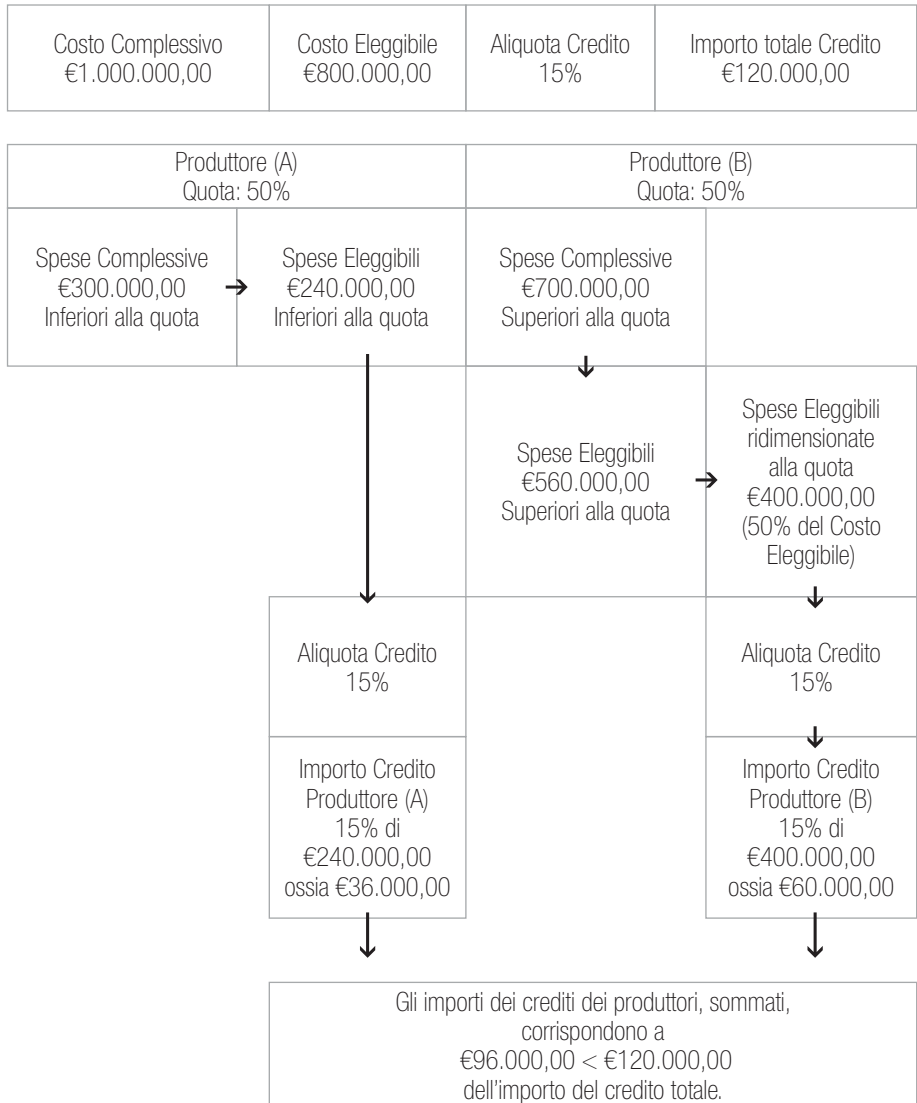 Costo Complessivo
€1.000.000,00
Costo Eleggibile
€800.000,00
Aliquota Credito
15%
Importo totale Credito
€120.000,00
Produttore (A)
Quota: 50%
Produttore (B)
Quota: 50%
Spese Complessive
€300.000,00
Inferiori alla quota
Spese Eleggibili
€240.000,00
Inferiori alla quota
Spese Complessive
€700.000,00
Superiori alla quota
Spese Eleggibili
€560.000,00
Superiori alla quota
Spese Eleggibili
ridimensionate
alla quota
€400.000,00
(50% del Costo
Eleggibile)
Aliquota Credito
15%
Aliquota Credito
15%
Importo Credito
Produttore (A)
15% di
€240.000,00
ossia €36.000,00
Importo Credito
Produttore (B)
15% di
€400.000,00
ossia €60.000,00
Gli importi dei crediti dei produttori, sommati,
corrispondono a
€96.000,00 < €120.000,00
dell'importo del credito totale.